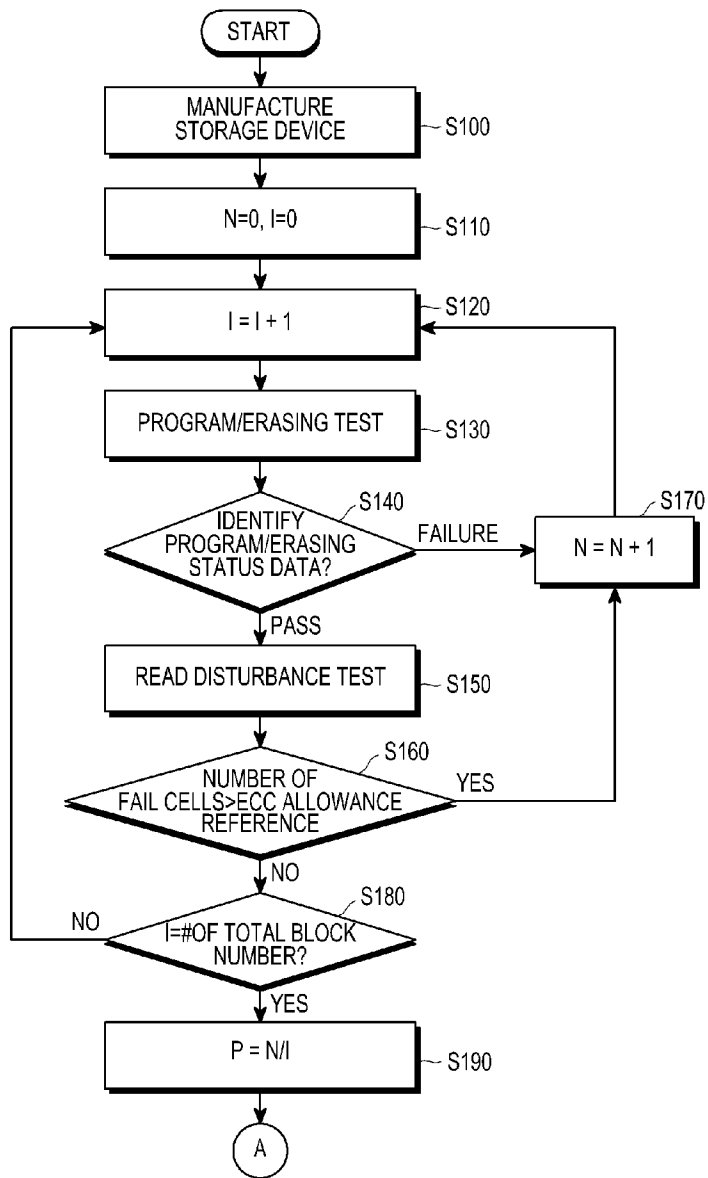 START
MANUFACTURE
STORAGE DEVICE
S100
N=0, I=0
S110
I = I + 1
S120
PROGRAM/ERASING TEST
S130
S140
IDENTIFY
PROGRAM/ERASING
STATUS DATA?
FAILURE
S170
N = N + 1
PASS
READ DISTURBANCE TEST
S150
S160
NUMBER OF
FAIL CELLS>ECC ALLOWANCE
REFERENCE
YES
NO
S180
NO
I=#OF TOTAL BLOCK
NUMBER?
YES
P = N/I
S190
A